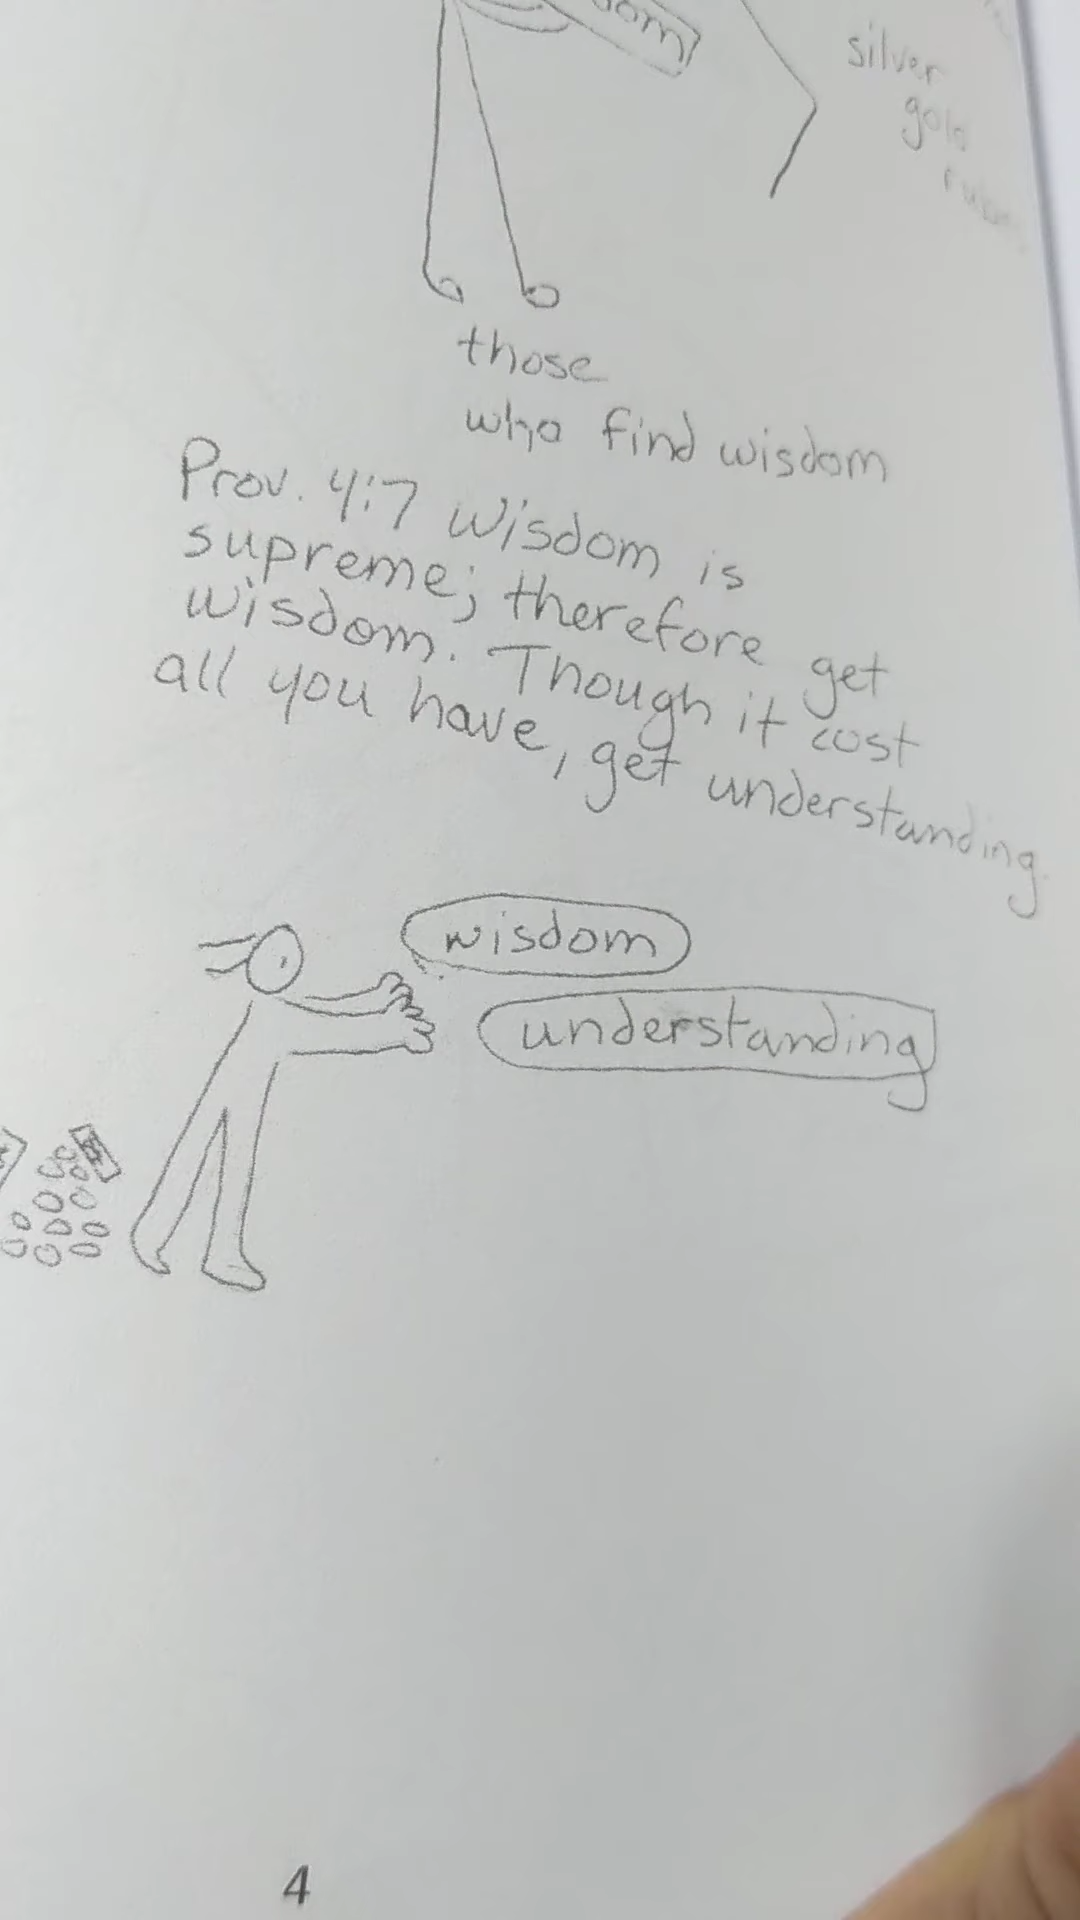 silver
those
who find wisdom
Prov. 4:7 Wisdom is
supreme; therefore get
wisdom. Though it cost
all you have, get understanding.
wisdom
understanding
4